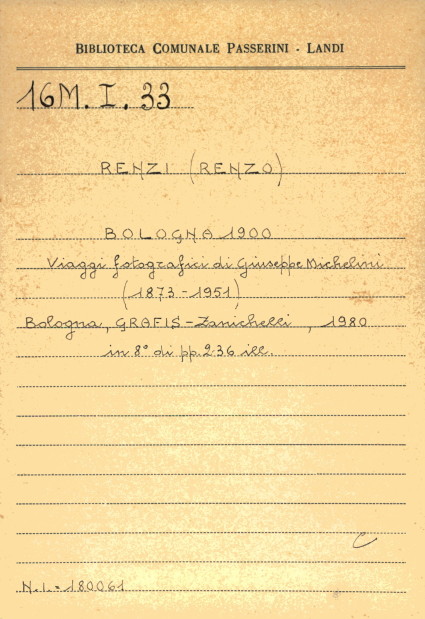 BIBLIOTECA COMUNALE PASSERINI - LANDI
16M. I. 33
RENZI (RENZO)
BOLOGNA 1900
Viaggi fotografici di Giuseppe Michelini
(1873-1951)
Bologna, GRAFIS-Zanichelli, 1980
in 8° di pp. 236 ill.
C
N.I. = 180061